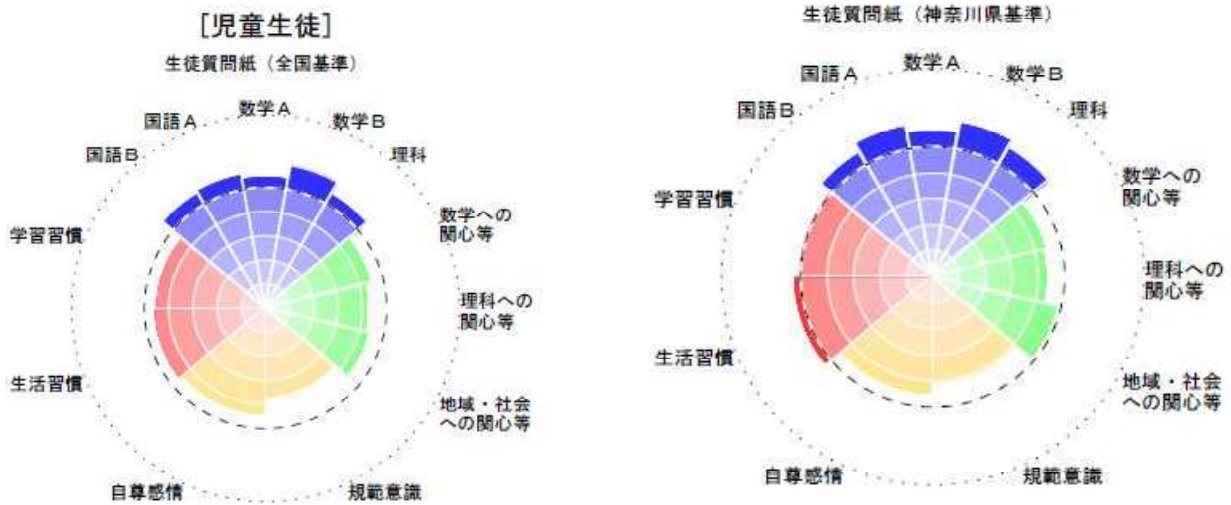 [児童生徒]
生徒質問紙（全国基準）
数学A
国語A
数学B
国語B
理科
学習習慣
数学への
関心等
理科への
関心等
生活習慣
地域・社会
への関心等
自尊感情
規範意識
生徒質問紙（神奈川県基準）
数学A
国語A
数学B
国語B
理科
数学への
関心等
学習習慣
理科への
関心等
生活習慣
地域・社会
への関心等
自尊感情
規範意識